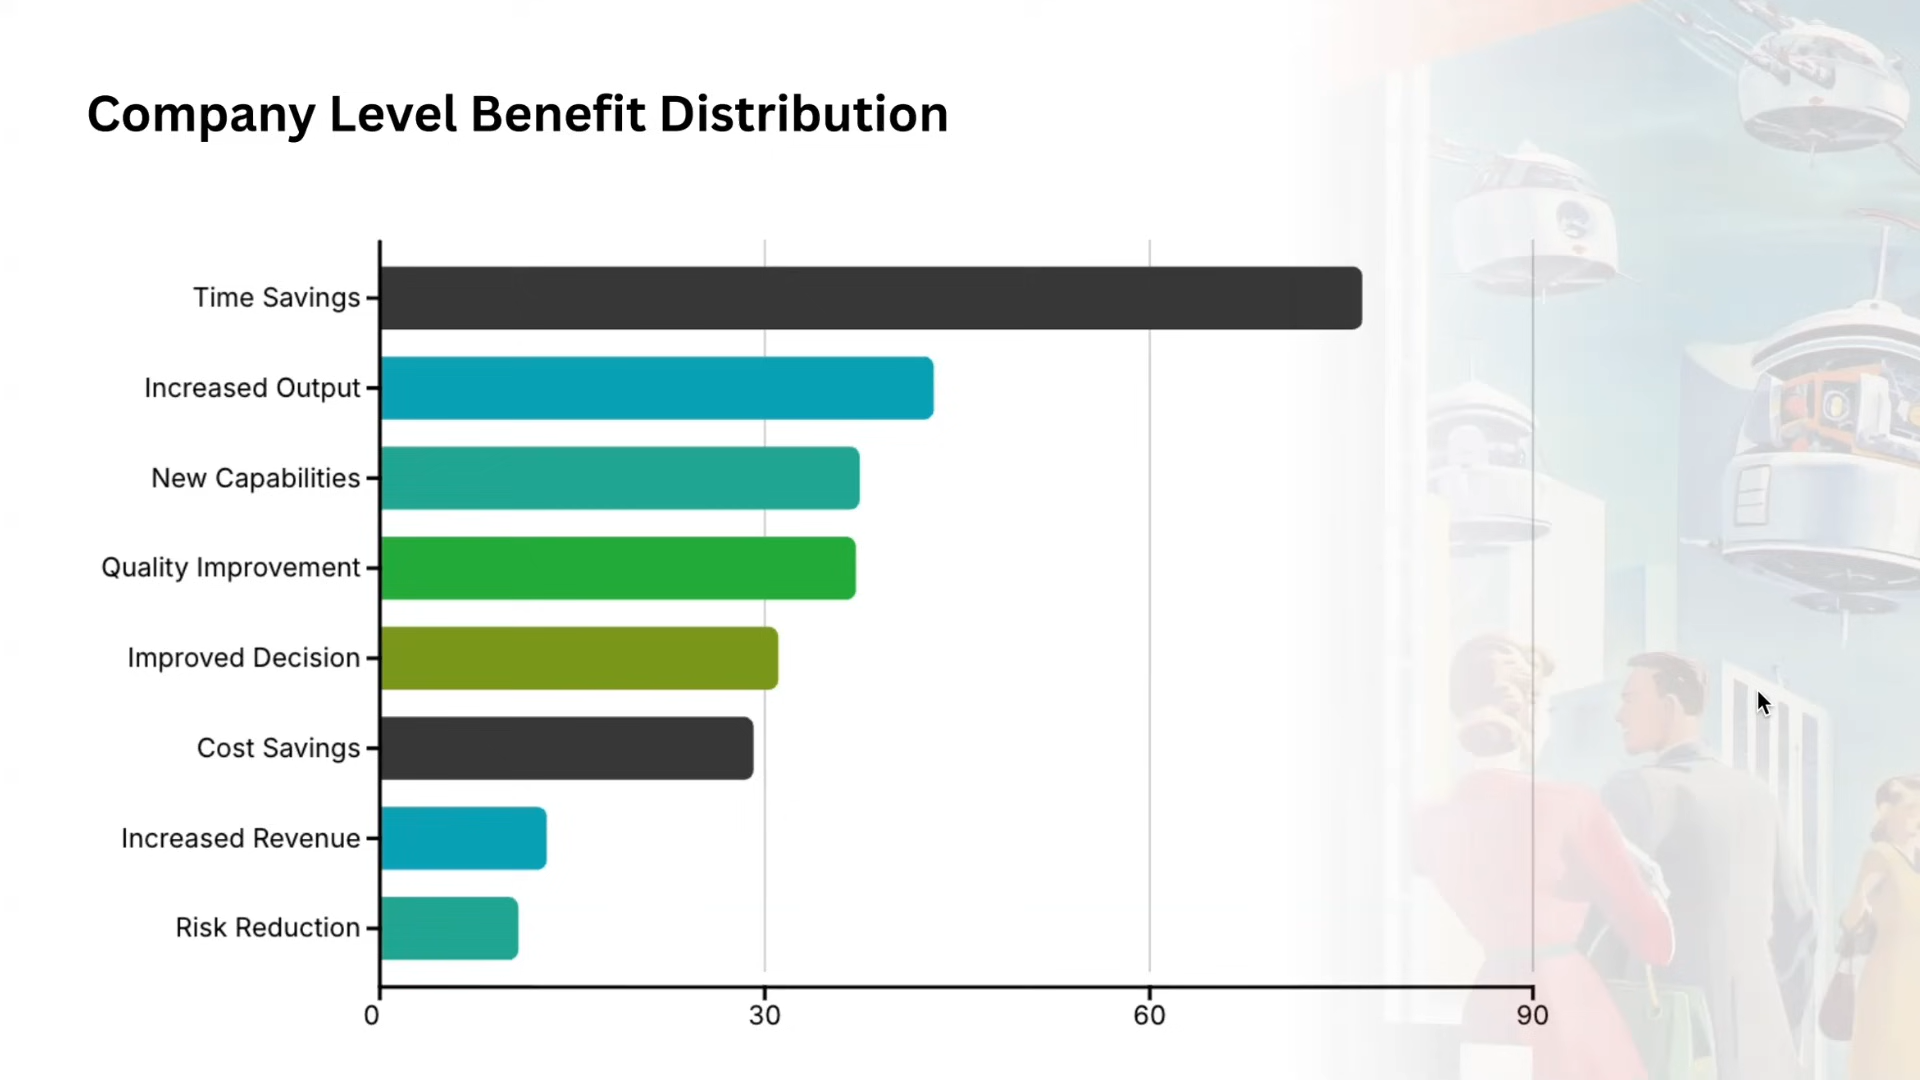 Company Level Benefit Distribution
Time Savings
Increased Output
New Capabilities
Quality Improvement
Improved Decision
Cost Savings
Increased Revenue
Risk Reduction
0 30 60 90